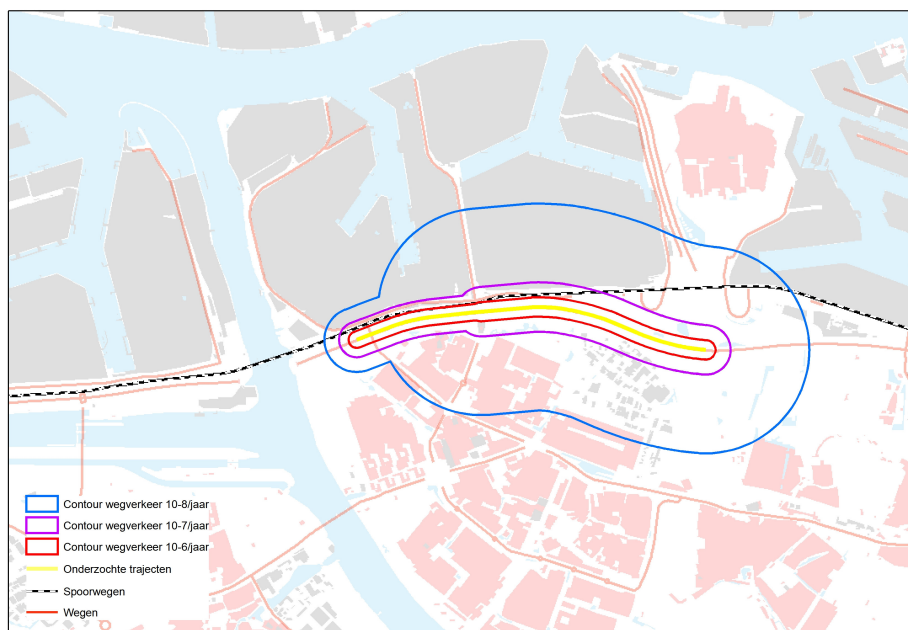 Contour wegverkeer 10-8/jaar
Contour wegverkeer 10-7/jaar
Contour wegverkeer 10-6/jaar
Onderzochte trajecten
Spoorwegen
Wegen